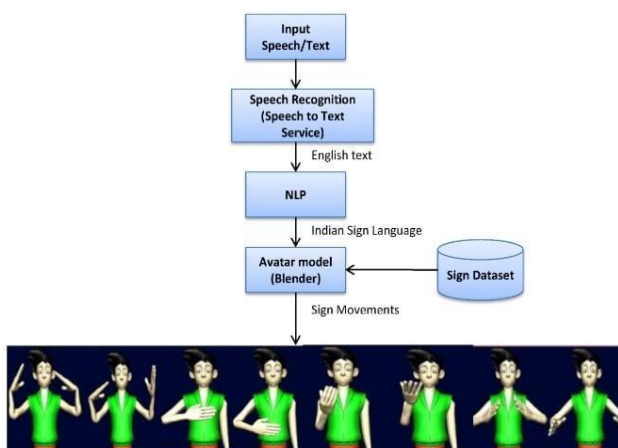 Input
Speech/Text
Speech Recognition
(Speech to Text
Service)
English text
NLP
Indian Sign Language
Avatar model
(Blender)
Sign Dataset
Sign Movements